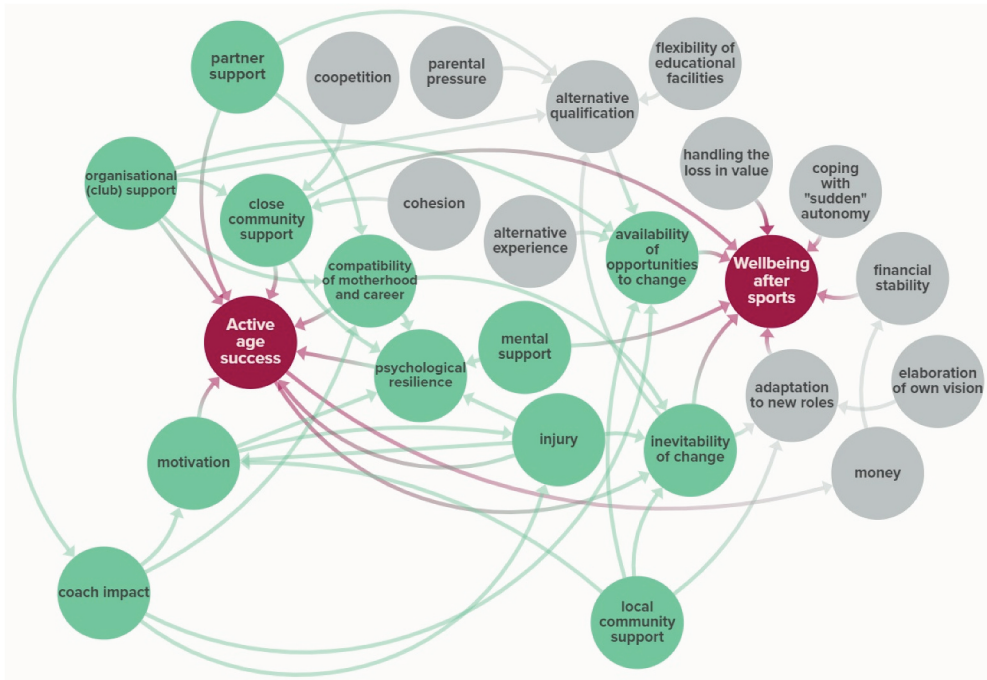 partner
support
coopetition
parental
pressure
flexibility of
educational
facilities
alternative
qualification
organisational
(club) support
close
community
support
cohesion
alternative
experience
availability
of
opportunities
to change
handling the
loss in value
coping
with
"sudden"
autonomy
Wellbeing
after
sports
financial
stability
compatibility
of motherhood
and career
Active
age
success
psychological
resilience
mental
support
adaptation
to new roles
elaboration
of own vision
motivation
injury
inevitability
of change
money
coach impact
local
community
support